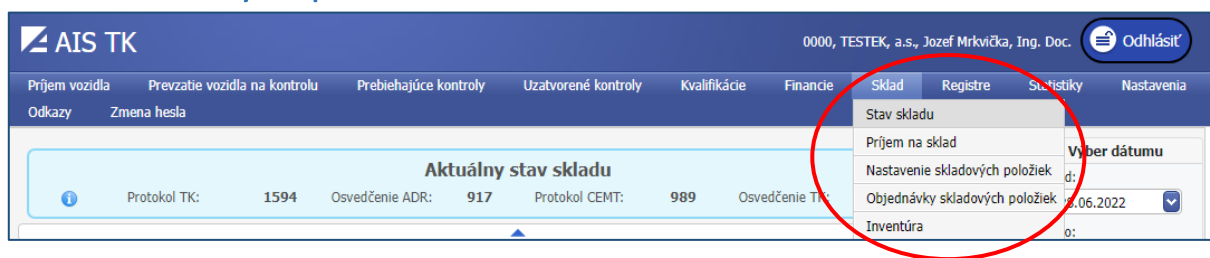 AIS TK
0000, TESTEK, a.s., Jozef Mrkvička, Ing. Doc.
Odhlásiť
Príjem vozidla Prevzatie vozidla na kontrolu Prebiehajúce kontroly Uzatvorené kontroly Kvalifikácie Financie Sklad Registre Štatistiky Nastavenia
Odkazy Zmena hesla
Stav skladu
Príjem na sklad
Nastavenie skladových položiek
Objednávky skladových položiek
Inventúra
Aktuálny stav skladu
Protokol TK: 1594 Osvedčenie ADR: 917 Protokol CEMT: 989 Osvedčenie TK:
Výber dátumu
d:
.06.2022
o: